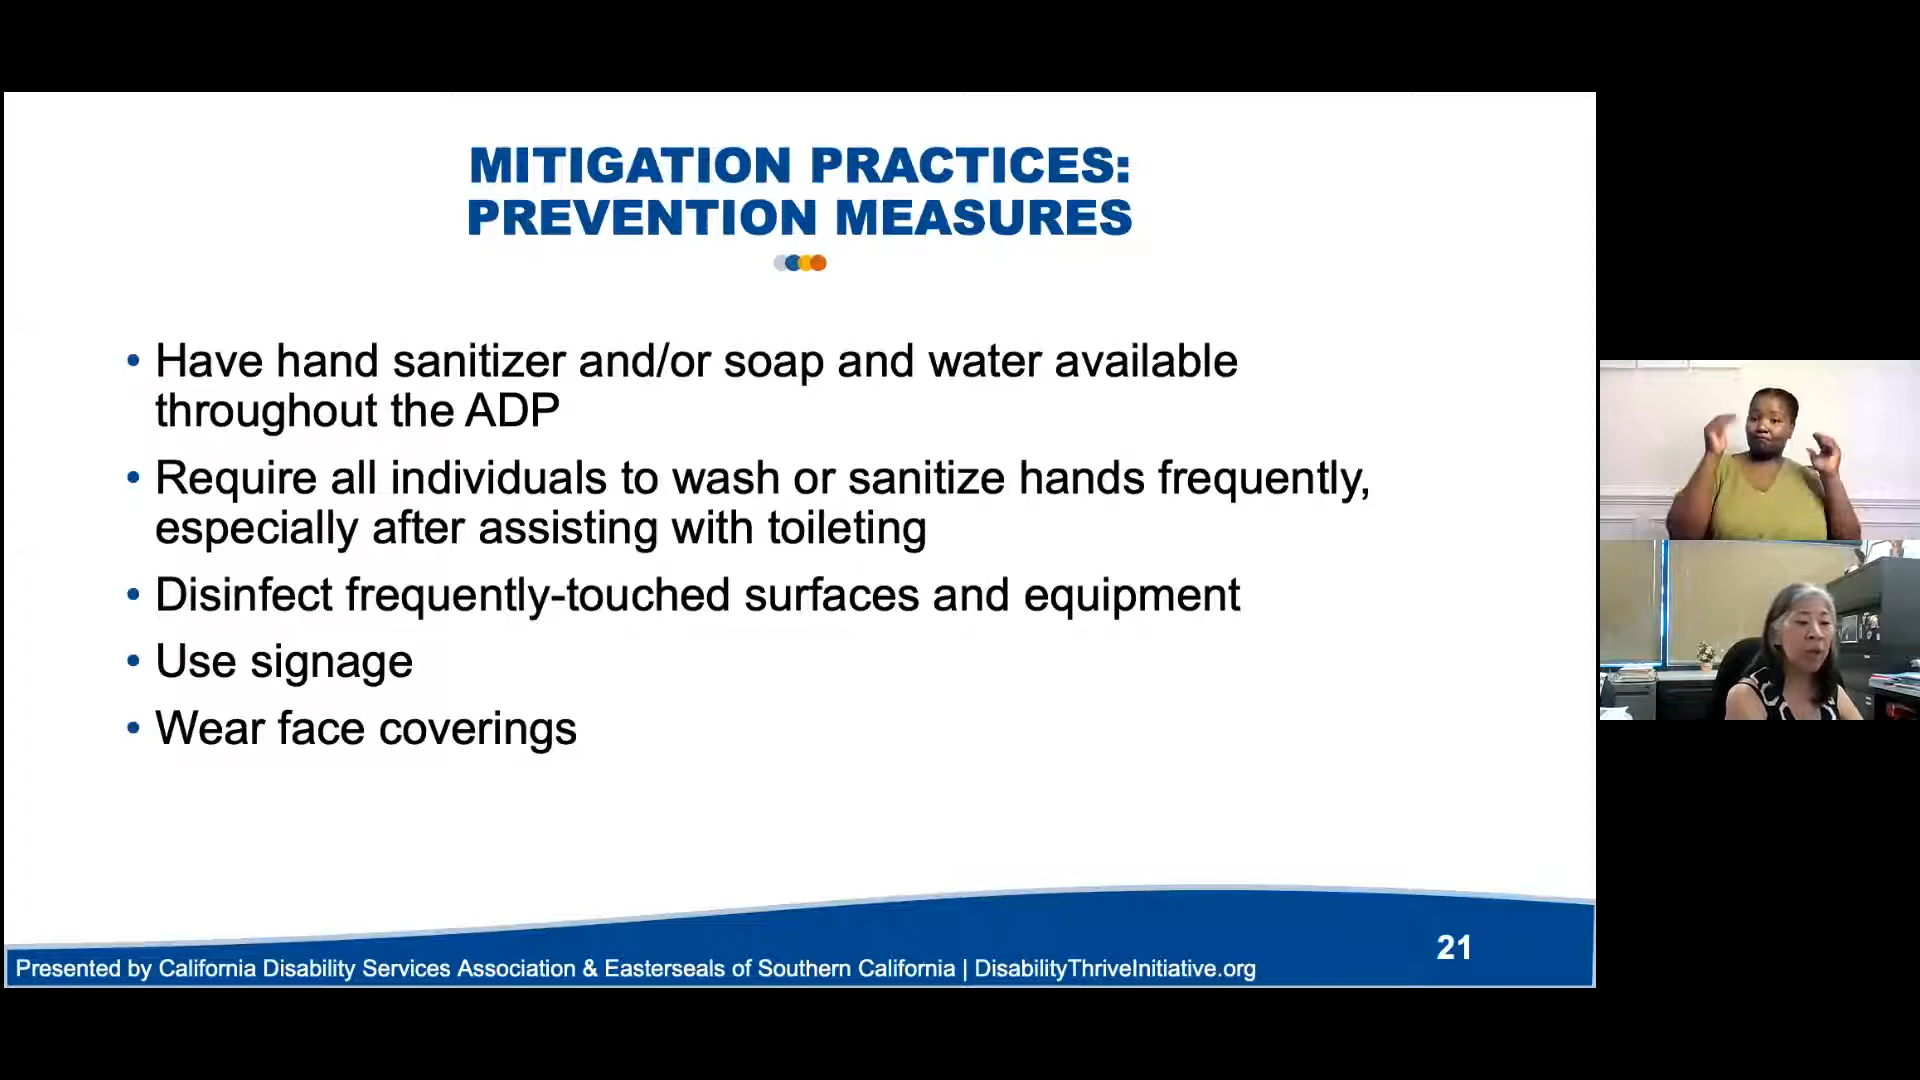 MITIGATION PRACTICES:
PREVENTION MEASURES
• Have hand sanitizer and/or soap and water available
throughout the ADP
• Require all individuals to wash or sanitize hands frequently,
especially after assisting with toileting
• Disinfect frequently-touched surfaces and equipment
• Use signage
• Wear face coverings
21
Presented by California Disability Services Association & Easterseals of Southern California | DisabilityThriveInitiative.org